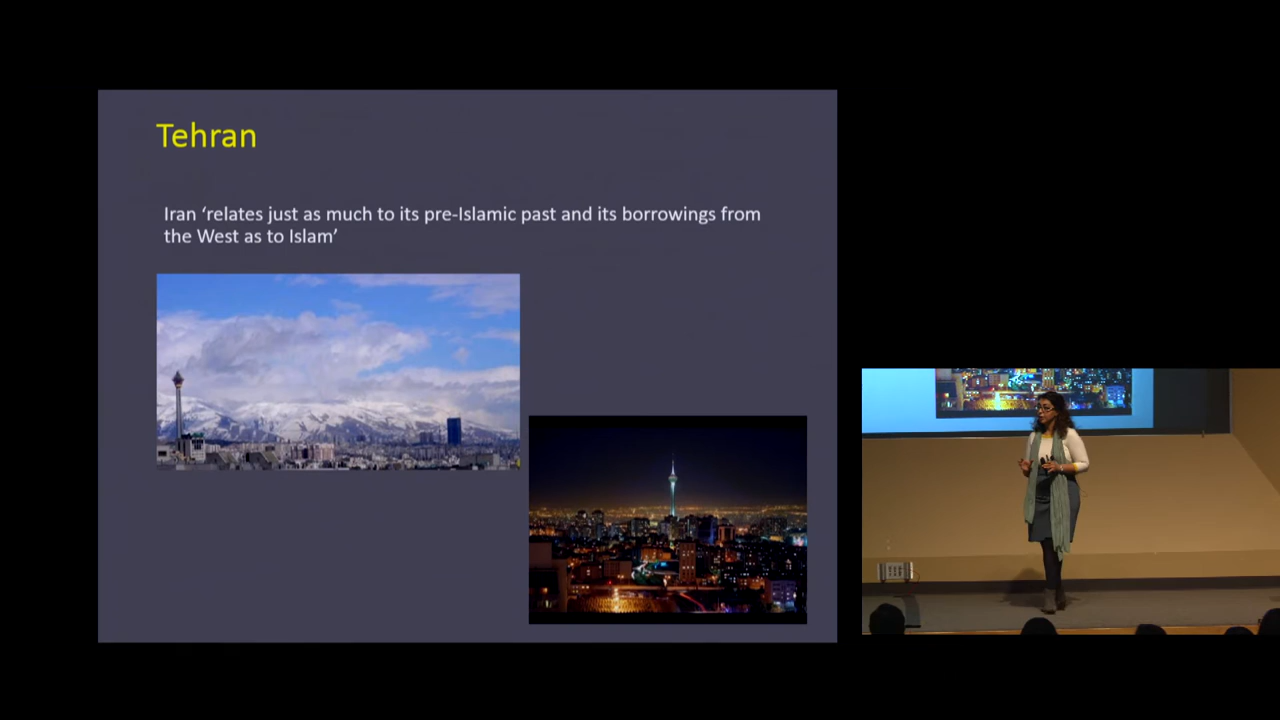 Tehran
Iran ‘relates just as much to its pre-Islamic past and its borrowings from
the West as to Islam’